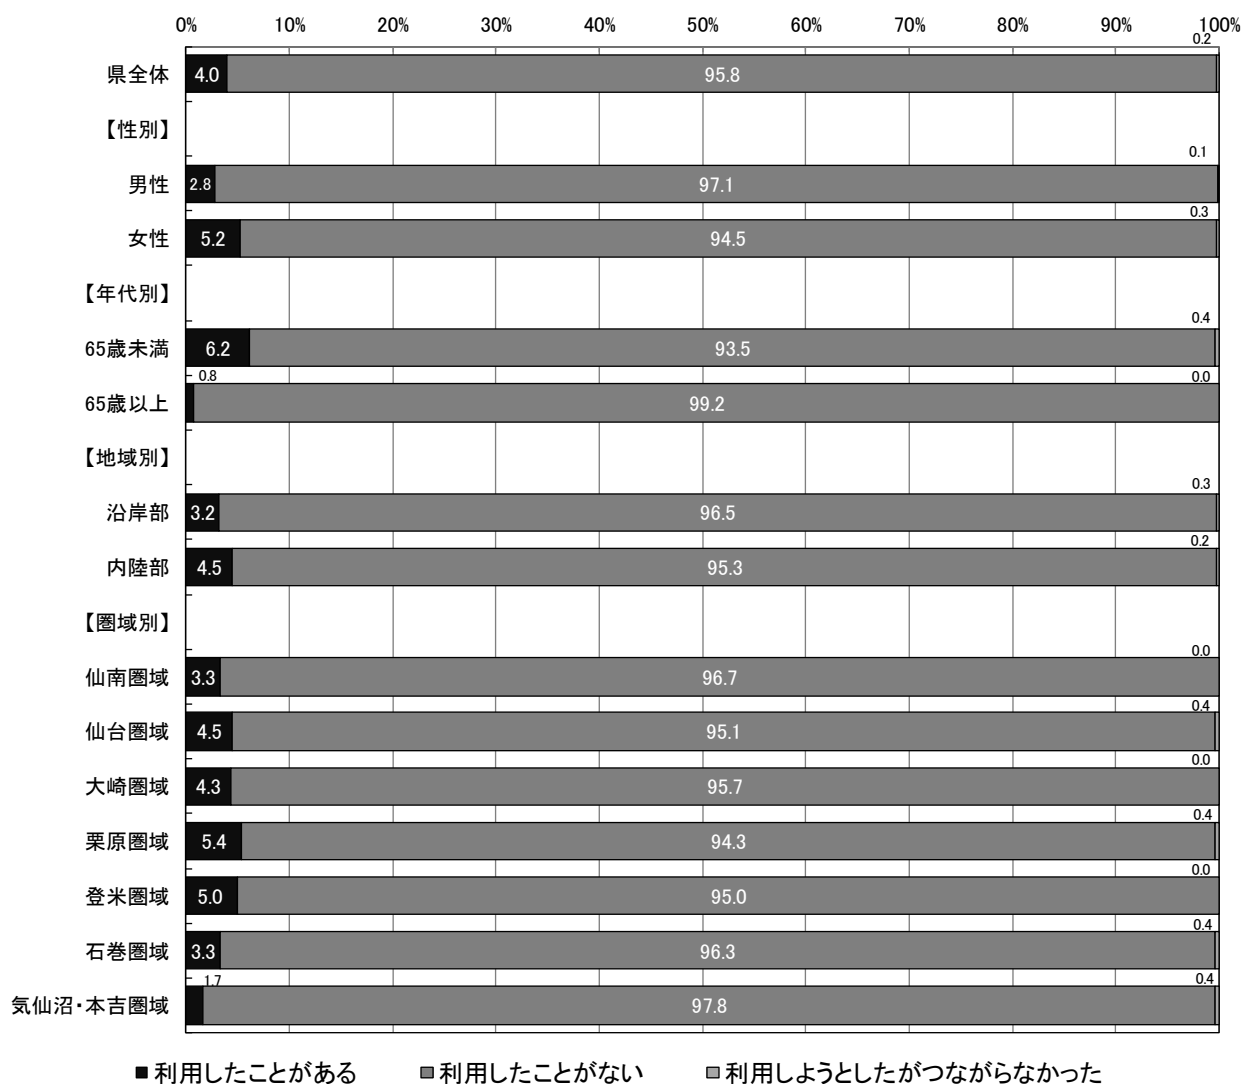 0% 10% 20% 30% 40% 50% 60% 70% 80% 90% 100%
0.2
県全体 4.0 95.8
【性別】
0.1
男性 2.8 97.1
0.3
女性 5.2 94.5
【年代別】
0.4
65歳未満 6.2 93.5
0.8 0.0
65歳以上 99.2
【地域別】
0.3
沿岸部 3.2 96.5
0.2
内陸部 4.5 95.3
【圏域別】
0.0
仙南圏域 3.3 96.7
0.4
仙台圏域 4.5 95.1
0.0
大崎圏域 4.3 95.7
0.4
栗原圏域 5.4 94.3
0.0
登米圏域 5.0 95.0
0.4
石巻圏域 3.3 96.3
1.7 0.4
気仙沼・本吉圏域 97.8
利用したことがある 利用したことがない 利用しようとしたがつながらなかった